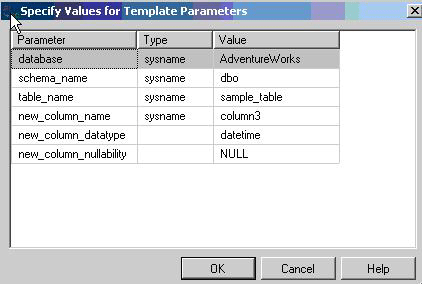 Specify Values for Template Parameters
Parameter Type Value
database sysname AdventureWorks
schema_name sysname dbo
table_name sysname sample_table
new_column_name sysname column3
new_column_datatype datetime
new_column_nullability NULL
OK Cancel Help